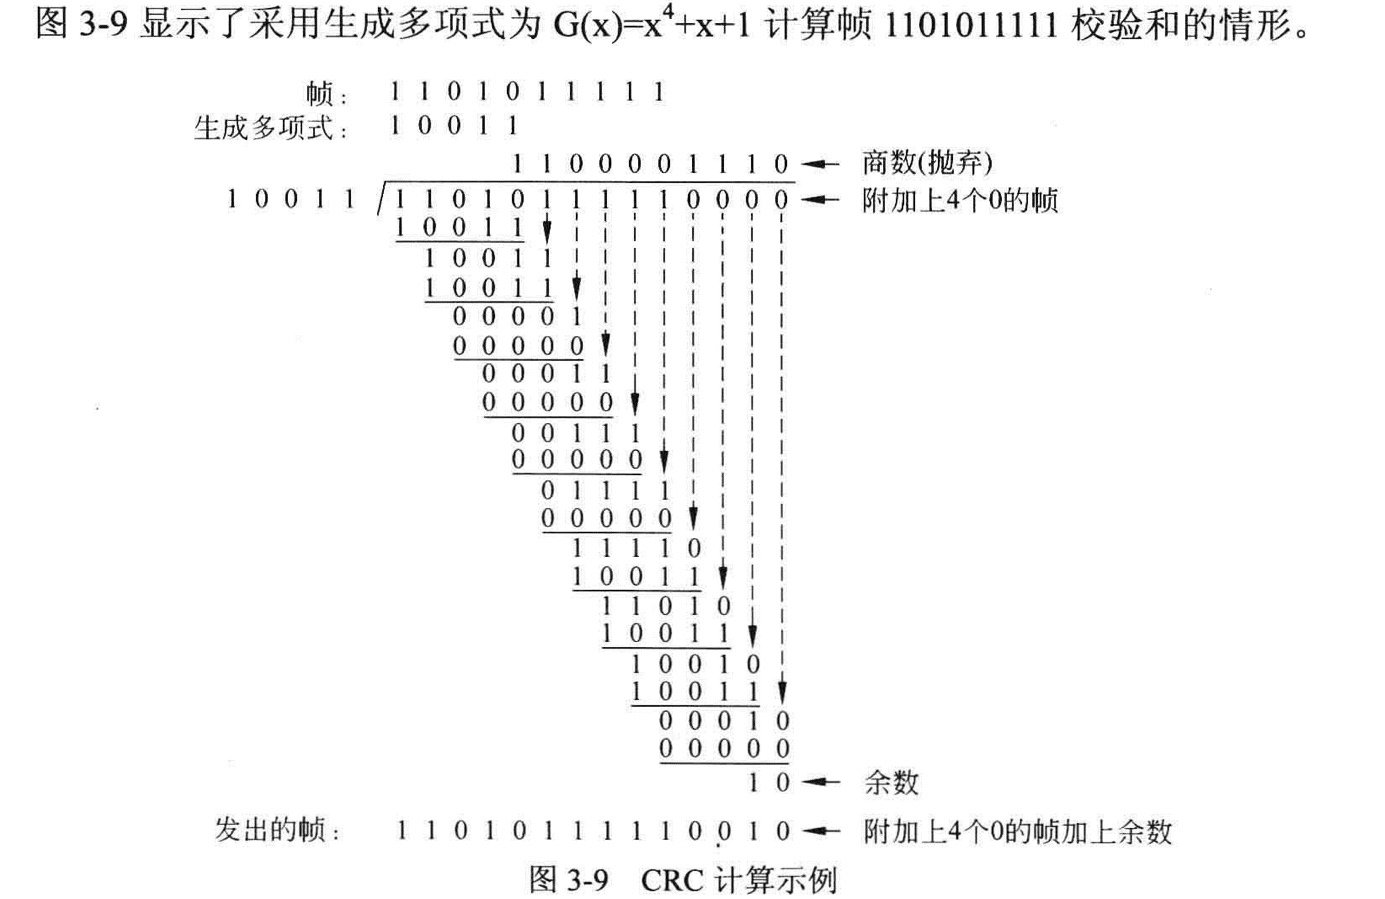 图 3-9 显示了采用生成多项式为 G(x)=x⁴+x+1 计算帧 1101011111 校验和的情形。
帧: 1 1 0 1 0 1 1 1 1 1
生成多项式: 1 0 0 1 1
1 1 0 0 0 0 1 1 1 0 商数(抛弃)
1 0 0 1 1 1 1 0 1 0 1 1 1 1 1 0 0 0 0 附加上4个0的帧
1 0 0 1 1
1 0 0 1 1
1 0 0 1 1
0 0 0 0 1
0 0 0 0 0
0 0 0 1 1
0 0 0 0 0
0 0 1 1 1
0 0 0 0 0
0 1 1 1 1
0 0 0 0 0
1 1 1 1 0
1 0 0 1 1
1 1 0 1 0
1 0 0 1 1
1 0 0 1 0
1 0 0 1 1
0 0 0 1 0
0 0 0 0 0
1 0 余数
发出的帧: 1 1 0 1 0 1 1 1 1 1 0 0 1 0 附加上4个0的帧加上余数
图 3-9 CRC 计算示例